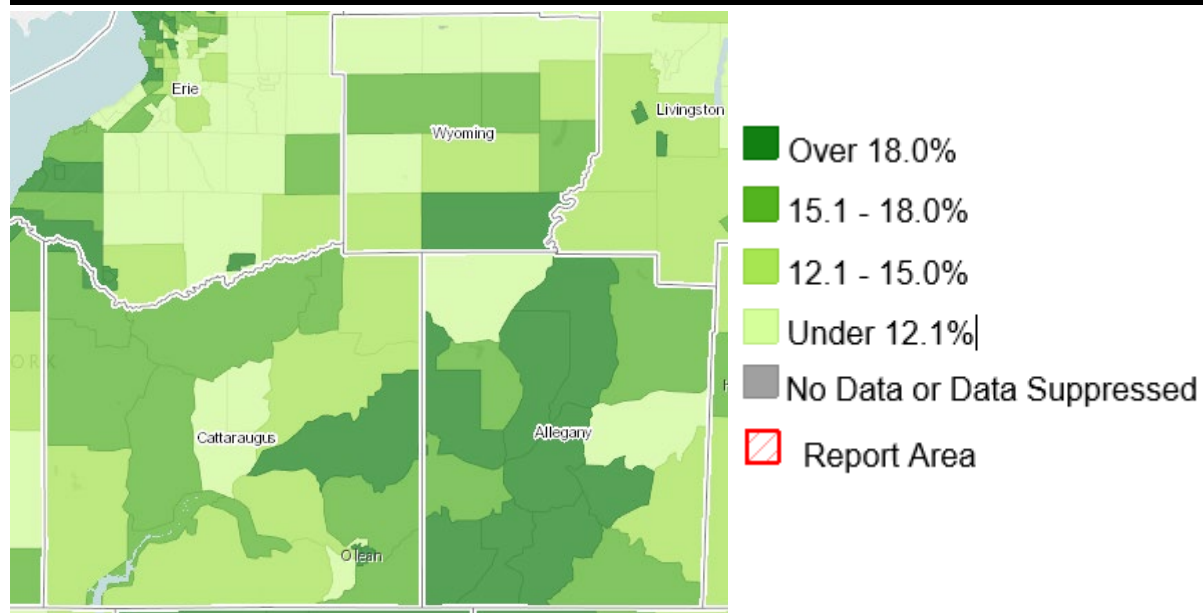 Erie
Wyoming
Livingston
ORK
Cattaraugus
Allegany
Olean
Over 18.0%
15.1 - 18.0%
12.1 - 15.0%
Under 12.1%
No Data or Data Suppressed
Report Area